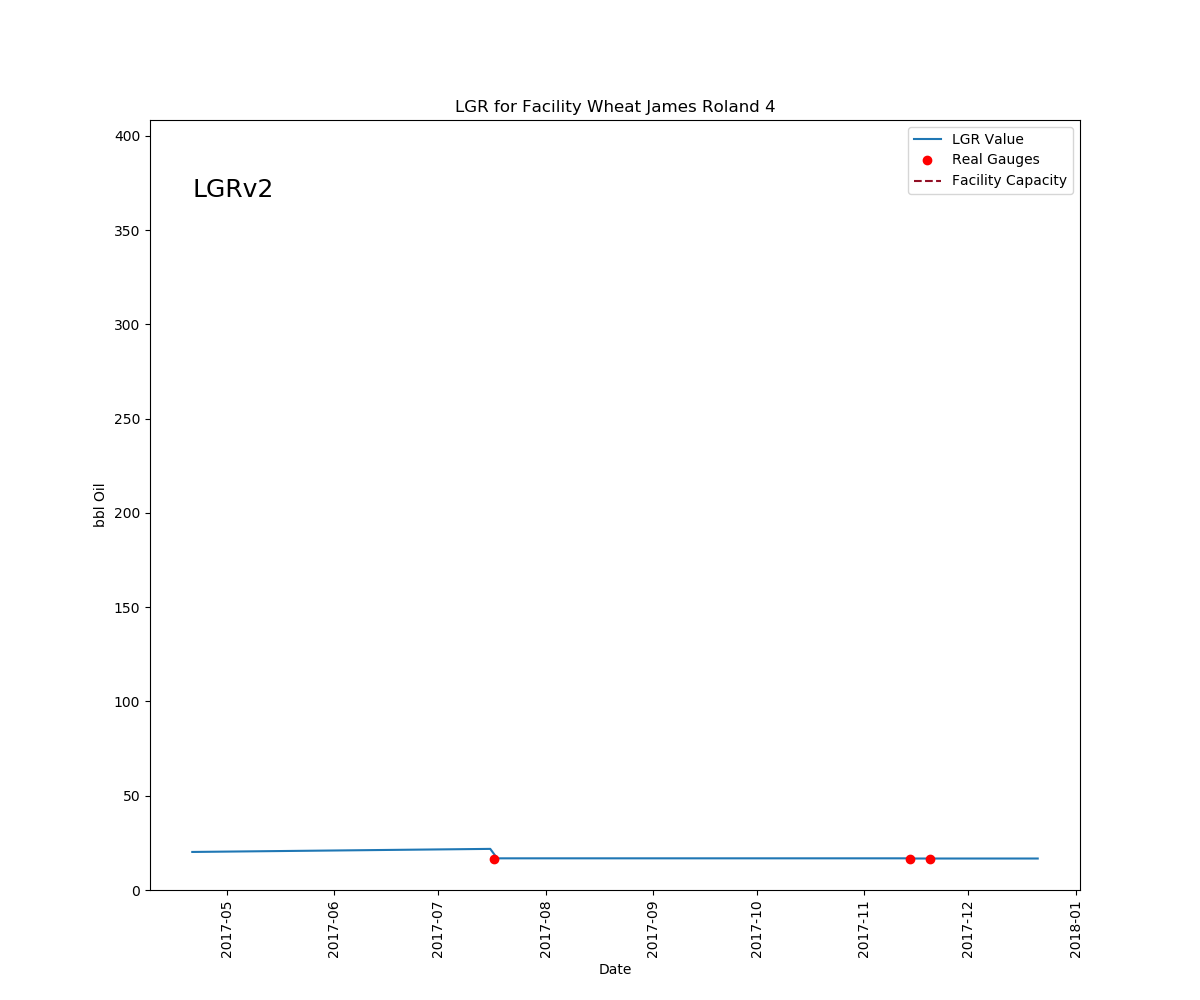 LGR for Facility Wheat James Roland 4
LGRv2
LGR Value
Real Gauges
Facility Capacity
bbl Oil
400
350
300
250
200
150
100
50
0
2017-05
2017-06
2017-07
2017-08
2017-09
2017-10
2017-11
2017-12
2018-01
Date